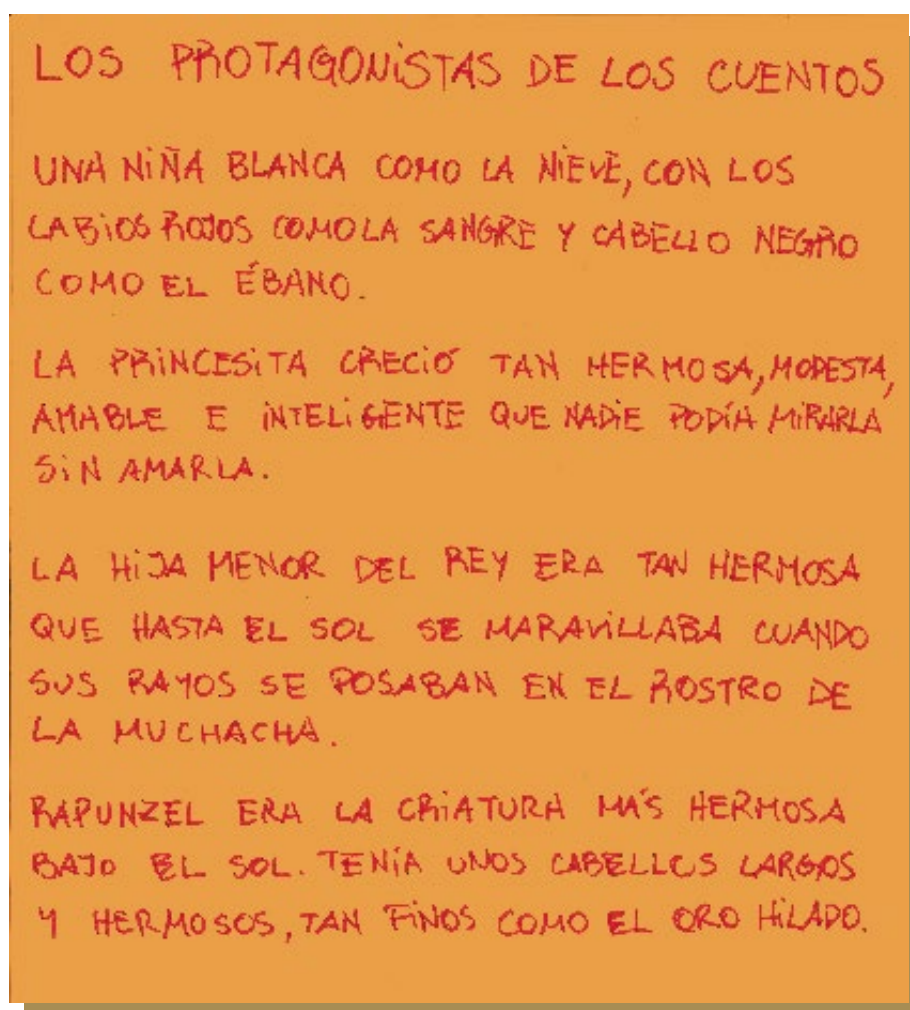 LOS PROTAGONISTAS DE LOS CUENTOS
UNA NIÑA BLANCA COMO LA NIEVE, CON LOS
LABIOS ROJOS COMO LA SANGRE Y CABELLO NEGRO
COMO EL ÉBANO.
LA PRINCESITA CRECIÓ TAN HERMOSA, MODESTA,
AMABLE E INTELIGENTE QUE NADIE PODÍA MIRARLA
SIN AMARLA.
LA HIJA MENOR DEL REY ERA TAN HERMOSA
QUE HASTA EL SOL SE MARAVILLABA CUANDO
SUS RAYOS SE POSABAN EN EL ROSTRO DE
LA MUCHACHA.
RAPUNZEL ERA LA CRIATURA MÁS HERMOSA
BAJO EL SOL. TENÍA UNOS CABELLOS LARGOS
Y HERMOSOS, TAN FINOS COMO EL ORO HILADO.